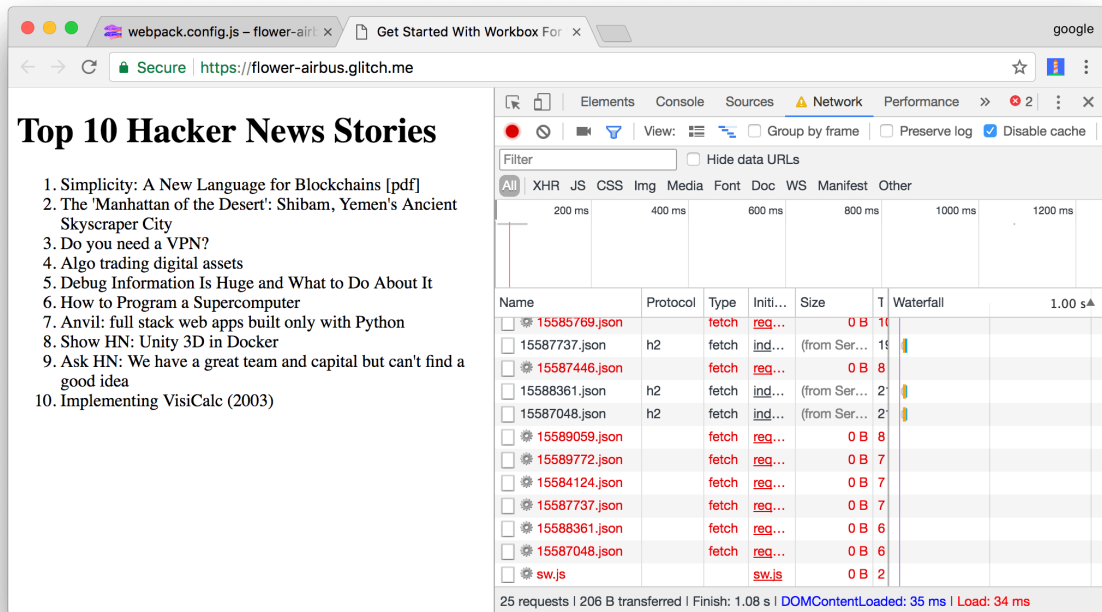 webpack.config.js – flower-airb
Get Started With Workbox For
google
Secure https://flower-airbus.glitch.me
Elements Console Sources Network Performance » 2
View: Group by frame Preserve log Disable cache
Filter Hide data URLs
All XHR JS CSS Img Media Font Doc WS Manifest Other
200 ms 400 ms 600 ms 800 ms 1000 ms 1200 ms
Name Protocol Type Initi... Size T Waterfall 1.00 s
15585769.json fetch req... 0 B 10
15587737.json h2 fetch ind... (from Ser... 19
15587446.json fetch req... 0 B 8
15588361.json h2 fetch ind... (from Ser... 2
15587048.json h2 fetch ind... (from Ser... 2
15589059.json fetch req... 0 B 8
15589772.json fetch req... 0 B 7
15584124.json fetch req... 0 B 7
15587737.json fetch req... 0 B 7
15588361.json fetch req... 0 B 6
15587048.json fetch req... 0 B 6
sw.js sw.js 0 B 2
25 requests | 206 B transferred | Finish: 1.08 s | DOMContentLoaded: 35 ms | Load: 34 ms
Top 10 Hacker News Stories
1. Simplicity: A New Language for Blockchains [pdf]
2. The 'Manhattan of the Desert': Shibam, Yemen's Ancient
Skyscraper City
3. Do you need a VPN?
4. Algo trading digital assets
5. Debug Information Is Huge and What to Do About It
6. How to Program a Supercomputer
7. Anvil: full stack web apps built only with Python
8. Show HN: Unity 3D in Docker
9. Ask HN: We have a great team and capital but can't find a
good idea
10. Implementing VisiCalc (2003)